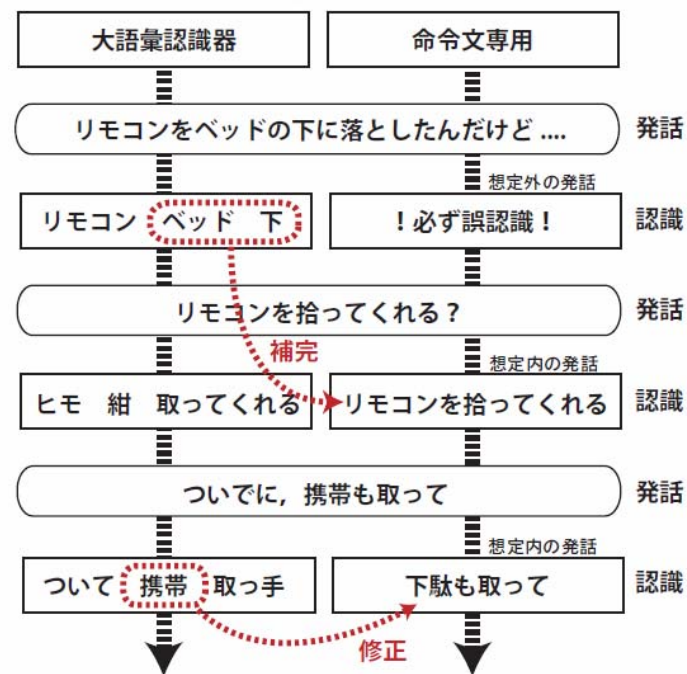 大語彙認識器
命令文専用
リモコンをベッドの下に落としたんだけど ....
発話
想定外の発話
リモコン ベッド 下
！必ず誤認識！
認識
リモコンを拾ってくれる？
発話
補完
想定内の発話
ヒモ 紺 取ってくれる
リモコンを拾ってくれる
認識
ついでに，携帯も取って
発話
想定内の発話
ついて 携帯 取っ手
下駄も取って
認識
修正